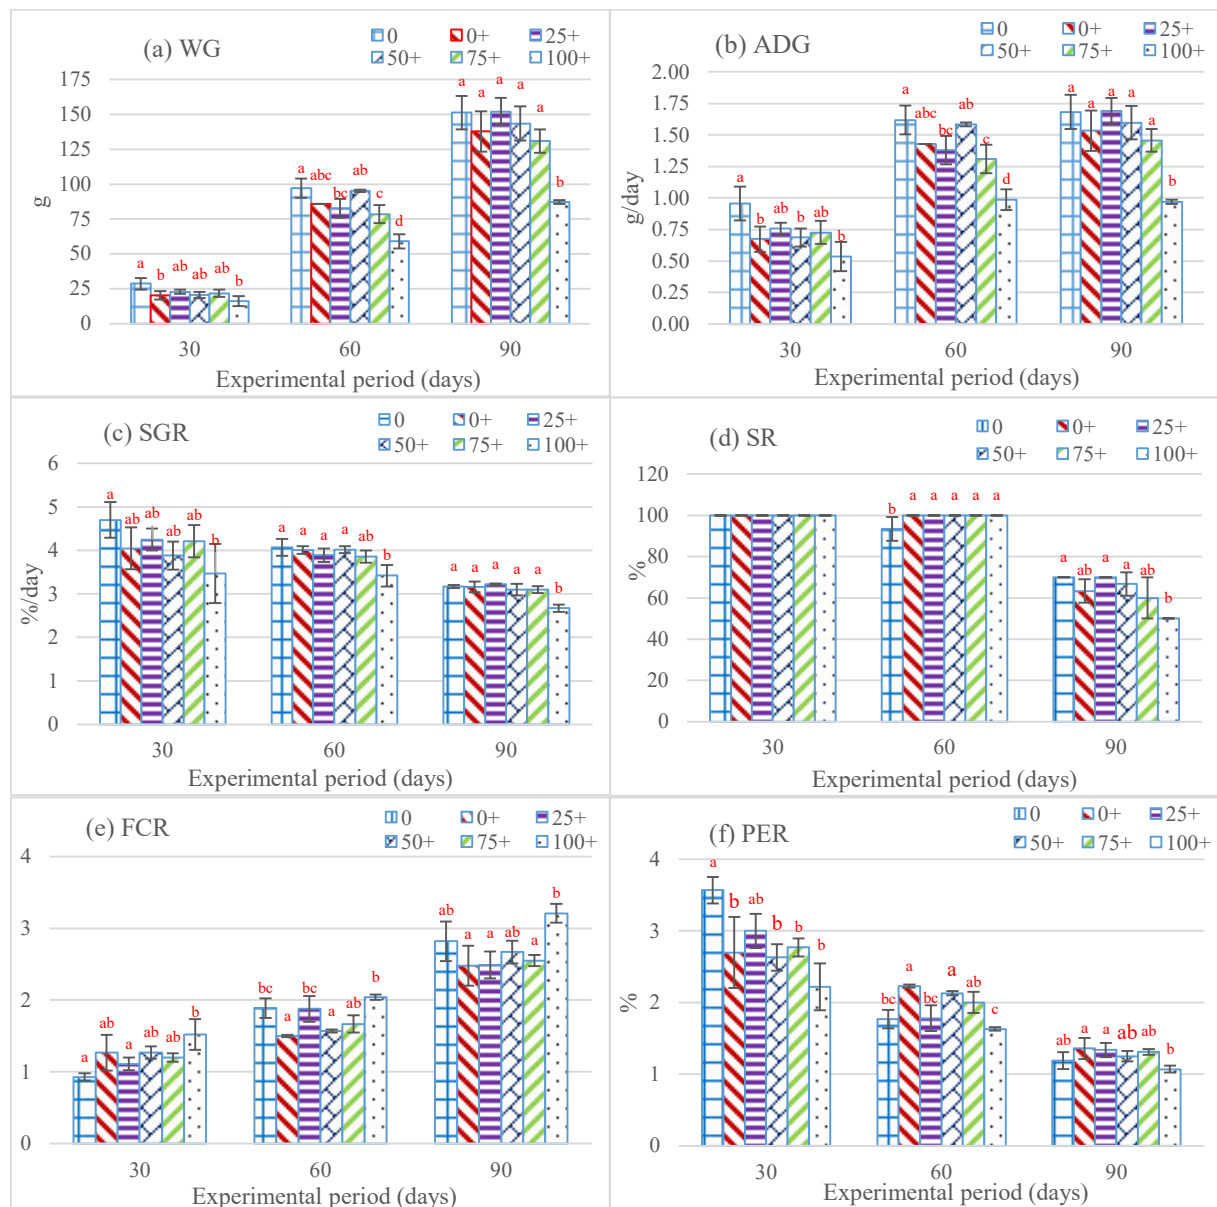 (a) WG
0 0+ 25+
50+ 75+ 100+
175
150
125
100
75
50
25
0
g
a b ab ab ab b
a abc bc ab c d
a a a a a b
30 60 90
Experimental period (days)
(b) ADG
0 0+ 25+
50+ 75+ 100+
2.00
1.75
1.50
1.25
1.00
0.75
0.50
0.25
0.00
g/day
a b ab b ab b
a abc bc ab c d
a a a a a b
30 60 90
Experimental period (days)
(c) SGR
0 0+ 25+
50+ 75+ 100+
6
5
4
3
2
1
0
%/day
a ab ab ab ab b
a a a a ab b
a a a a a b
30 60 90
Experimental period (days)
(d) SR
0 0+ 25+
50+ 75+ 100+
120
100
80
60
40
20
0
%
b a a a a a
a ab a a ab b
30 60 90
Experimental period (days)
(e) FCR
0 0+ 25+
50+ 75+ 100+
4
3
2
1
0
a ab a ab ab b
bc a bc a ab b
ab a a ab a b
30 60 90
Experimental period (days)
(f) PER
0 0+ 25+
50+ 75+ 100+
4
3
2
1
0
%
a b ab b b b
bc a bc a ab c
ab a a ab ab b
30 60 90
Experimental period (days)